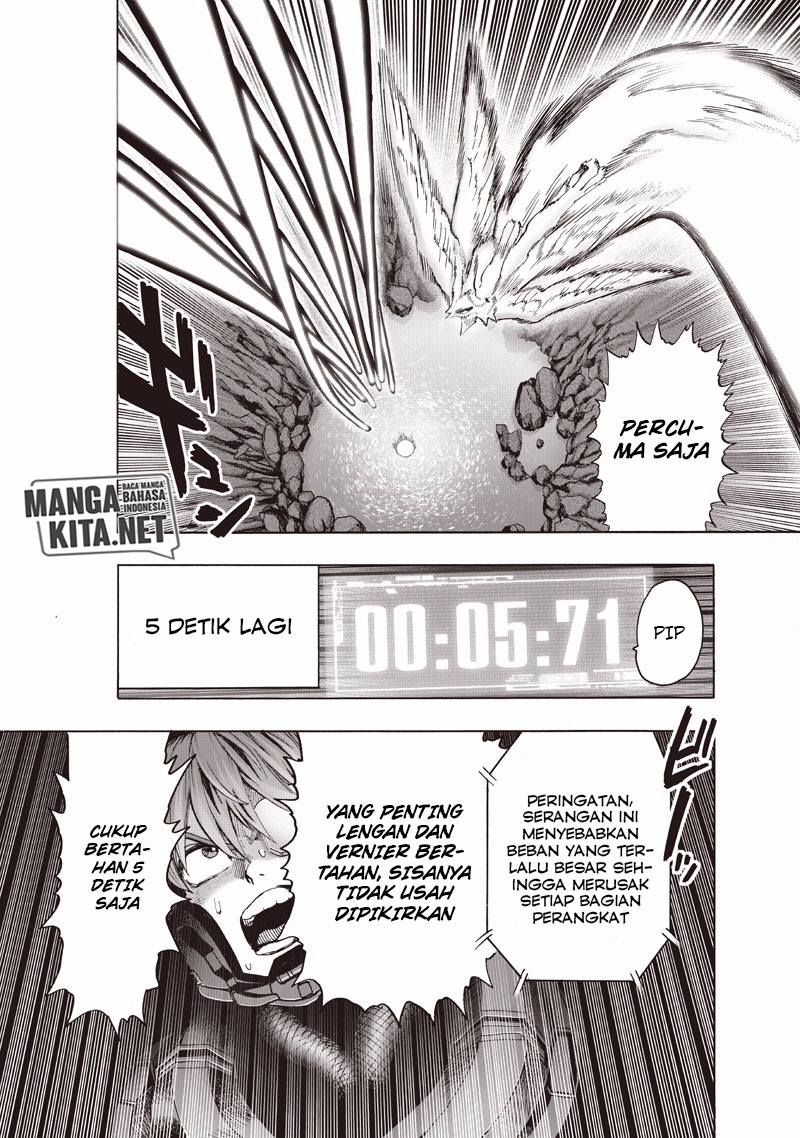 PERCU-
MA SAJA
MANGA
KITA.NET
BACA MANGA
BAHASA
INDONESIA
5 DETIK LAGI
00:05:71
PIP
PERINGATAN,
SERANGAN INI
MENYEBABKAN
BEBAN YANG TER-
LALU BESAR SEH-
INGGA MERUSAK
SETIAP BAGIAN
PERANGKAT
YANG PENTING
LENGAN DAN
VERNIER BER-
TAHAN, SISANYA
TIDAK USAH
DIPIKIRKAN
CUKUP
BERTA-
HAN 5
DETIK
SAJA